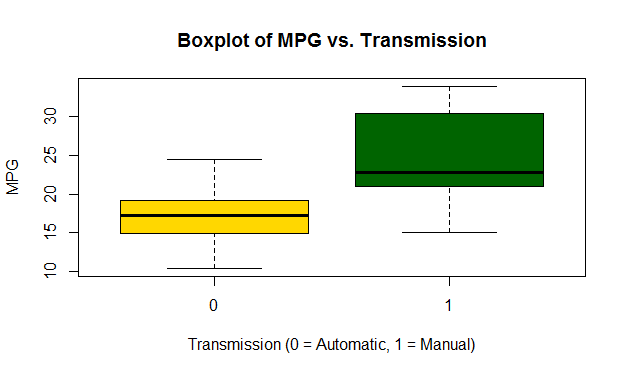 Boxplot of MPG vs. Transmission
MPG
30
25
20
15
10
0 1
Transmission (0 = Automatic, 1 = Manual)